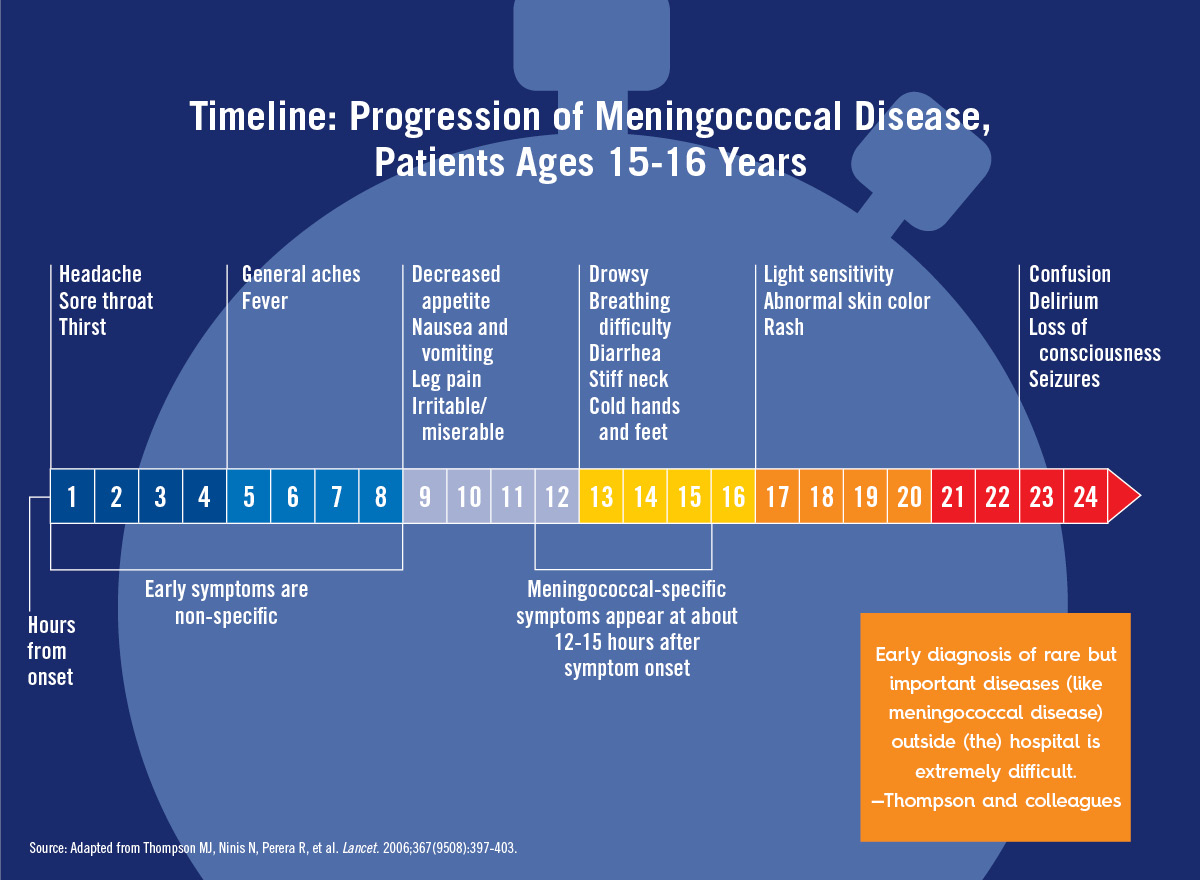 Timeline: Progression of Meningococcal Disease,
Patients Ages 15-16 Years
Headache
Sore throat
Thirst
General aches
Fever
Decreased
appetite
Nausea and
vomiting
Leg pain
Irritable/
miserable
Drowsy
Breathing
difficulty
Diarrhea
Stiff neck
Cold hands
and feet
Light sensitivity
Abnormal skin color
Rash
Confusion
Delirium
Loss of
consciousness
Seizures
1 2 3 4 5 6 7 8 9 10 11 12 13 14 15 16 17 18 19 20 21 22 23 24
Hours
from
onset
Early symptoms are
non-specific
Meningococcal-specific
symptoms appear at about
12-15 hours after
symptom onset
Early diagnosis of rare but
important diseases (like
meningococcal disease)
outside (the) hospital is
extremely difficult.
—Thompson and colleagues
Source: Adapted from Thompson MJ, Ninis N, Perera R, et al. Lancet. 2006;367(9508):397-403.